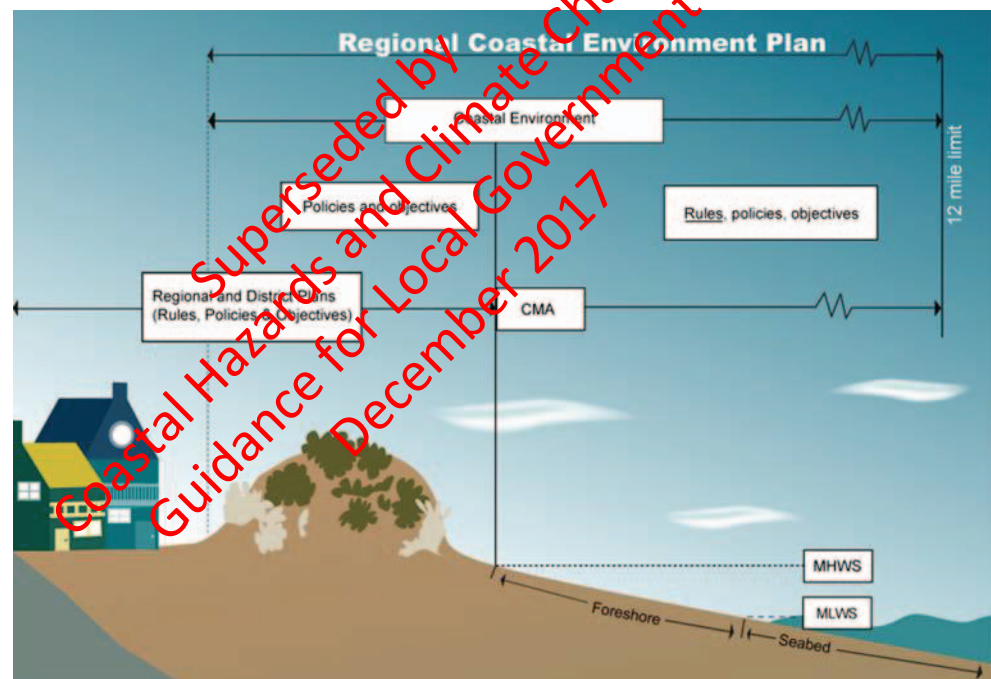 Regional Coastal Environment Plan
Coastal Environment
12 mile limit
Policies and objectives
Rules, policies, objectives
Regional and District Plans
(Rules, Policies & Objectives)
CMA
MHWS
Foreshore
MLWS
Seabed
Superseded by
Coastal Hazards and Climate
Guidance for Local Government
December 2017